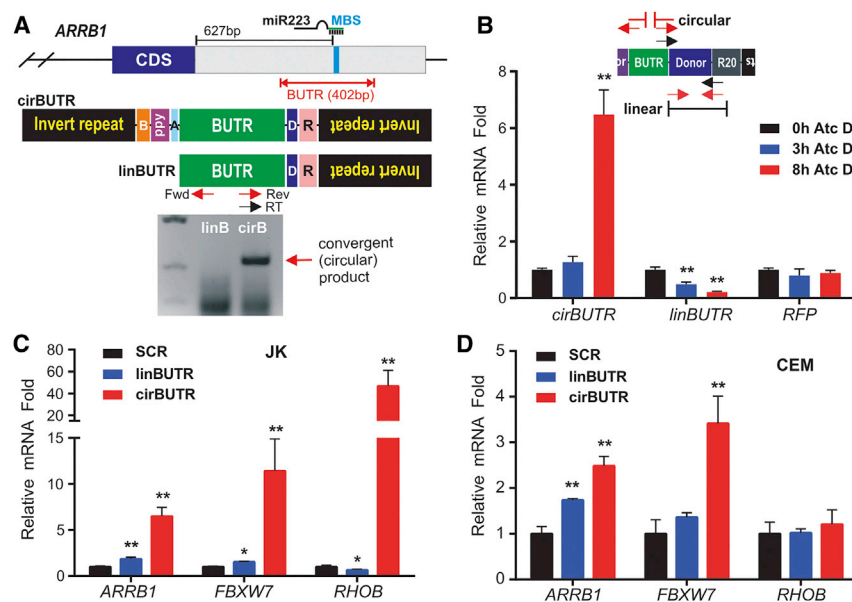 A
ARRB1
627bp
miR223
MBS
CDS
BUTR (402bp)
cirBUTR
Invert repeat
B
ppy
A
BUTR
D
R
Invert repeat
linBUTR
BUTR
D
R
Invert repeat
Fwd
Rev
RT
linB
cirB
convergent
(circular)
product
B
circular
or
BUTR
Donor
R20
ts
linear
Relative mRNA Fold
8
6
4
2
0
0h Atc D
3h Atc D
8h Atc D
**
**
**
cirBUTR
linBUTR
RFP
C
JK
SCR
linBUTR
cirBUTR
Relative mRNA Fold
80
60
40
20
15
10
5
0
**
**
*
**
*
**
ARRB1
FBXW7
RHOB
D
CEM
SCR
linBUTR
cirBUTR
Relative mRNA Fold
5
4
3
2
1
0
**
**
**
ARRB1
FBXW7
RHOB